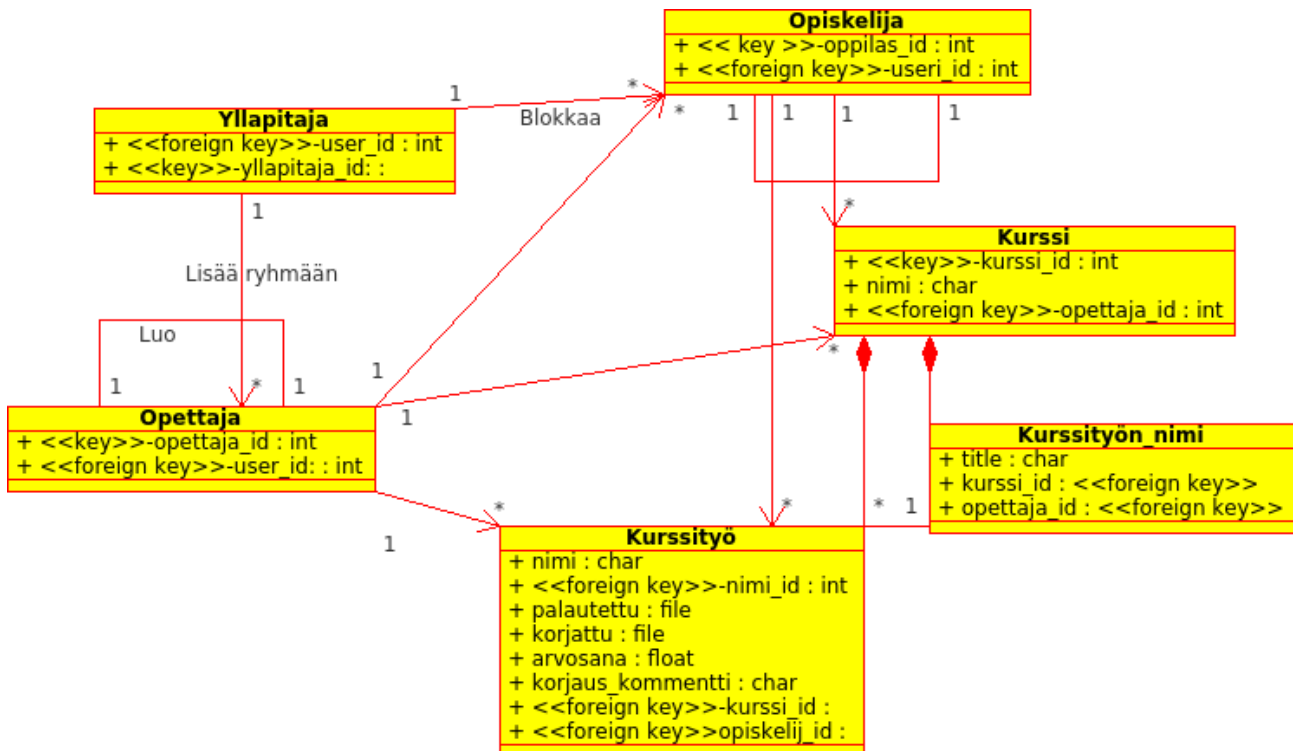 Opiskelija
+ << key >>-oppilas_id : int
+ <<foreign key>>-useri_id : int
1
*
Blokkaa
*
1
1
1
1
Yllapitaja
+ <<foreign key>>-user_id : int
+ <<key>>-yllapitaja_id: :
1
*
Kurssi
+ <<key>>-kurssi_id : int
+ nimi : char
+ <<foreign key>>-opettaja_id : int
Lisää ryhmään
Luo
1
*
1
1
1
*
Opettaja
+ <<key>>-opettaja_id : int
+ <<foreign key>>-user_id: : int
Kurssityön_nimi
+ title : char
+ kurssi_id : <<foreign key>>
+ opettaja_id : <<foreign key>>
*
*
*
1
1
Kurssityö
+ nimi : char
+ <<foreign key>>-nimi_id : int
+ palautettu : file
+ korjattu : file
+ arvosana : float
+ korjaus_kommentti : char
+ <<foreign key>>-kurssi_id :
+ <<foreign key>>opiskelij_id :